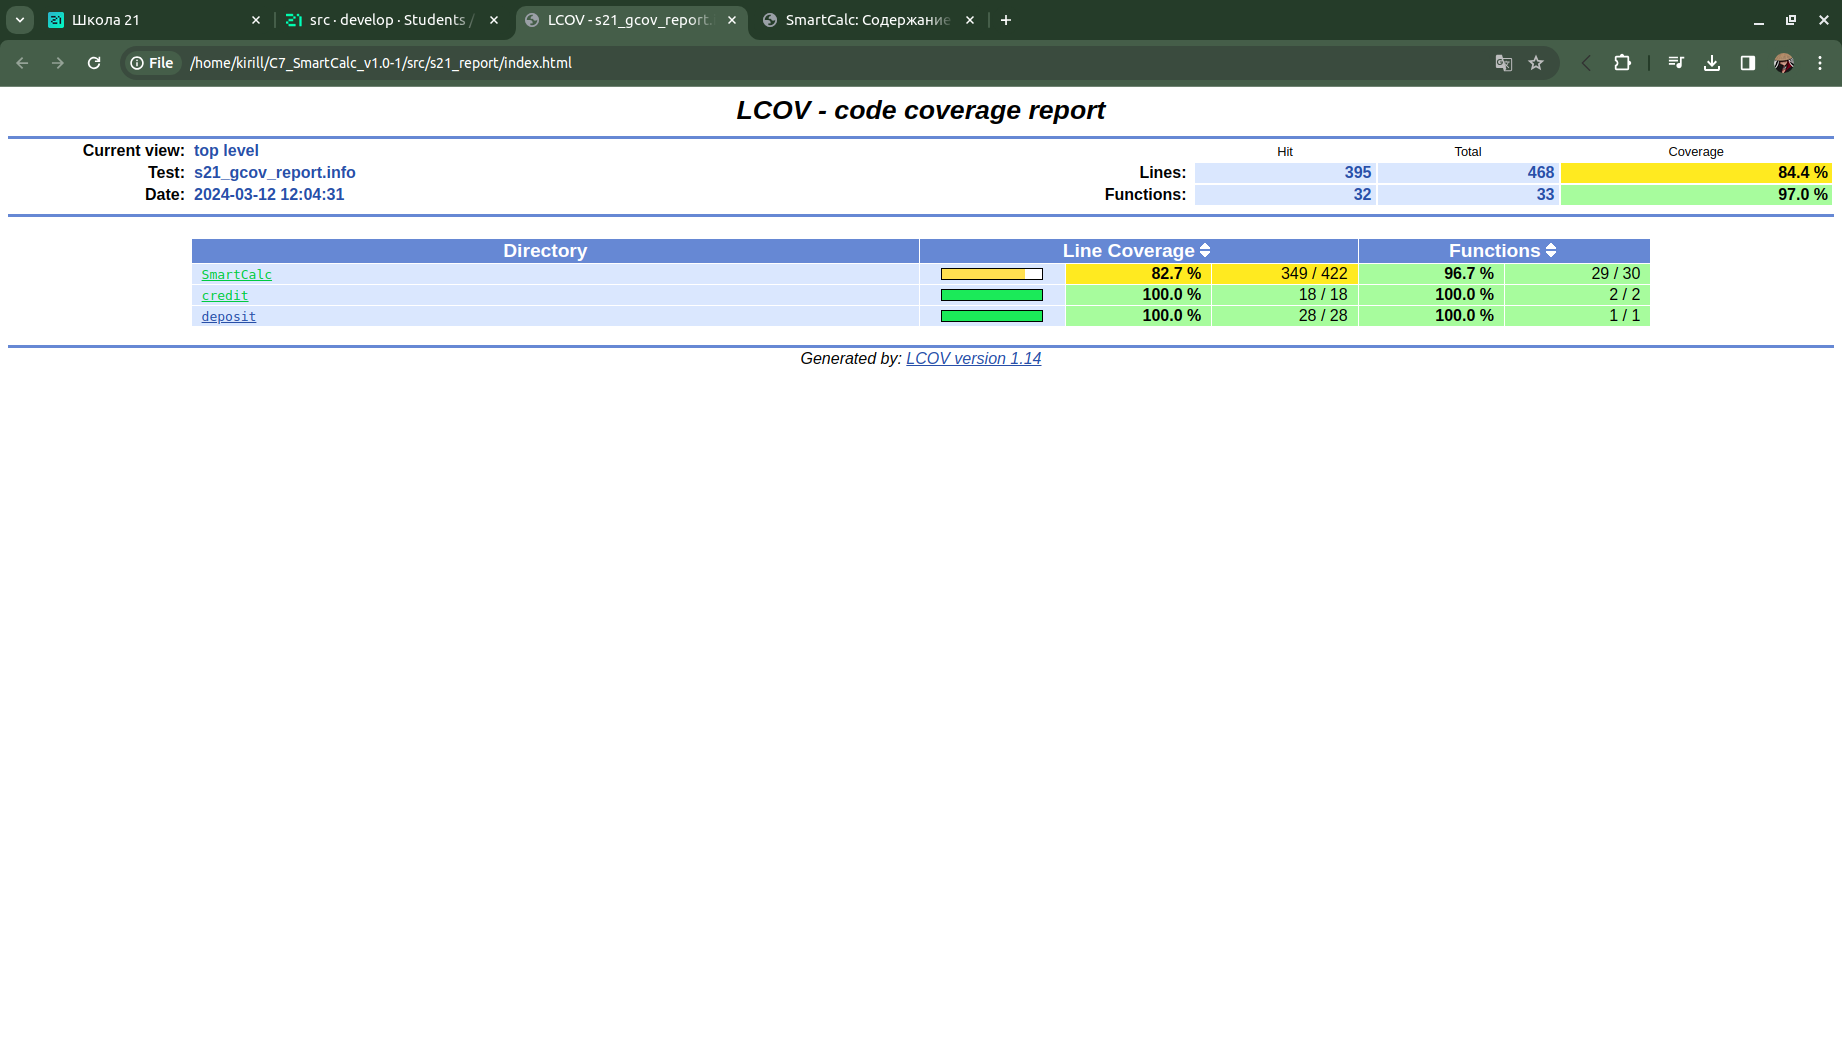 Школа 21
src · develop · Students /
LCOV - s21_gcov_report.
SmartCalc: Содержание
File
/home/kirill/C7_SmartCalc_v1.0-1/src/s21_report/index.html
LCOV - code coverage report
Current view: top level
Hit Total Coverage
Test: s21_gcov_report.info
Lines: 395 468 84.4 %
Date: 2024-03-12 12:04:31
Functions: 32 33 97.0 %
Directory Line Coverage Functions
SmartCalc 82.7 % 349 / 422 96.7 % 29 / 30
credit 100.0 % 18 / 18 100.0 % 2 / 2
deposit 100.0 % 28 / 28 100.0 % 1 / 1
Generated by: LCOV version 1.14